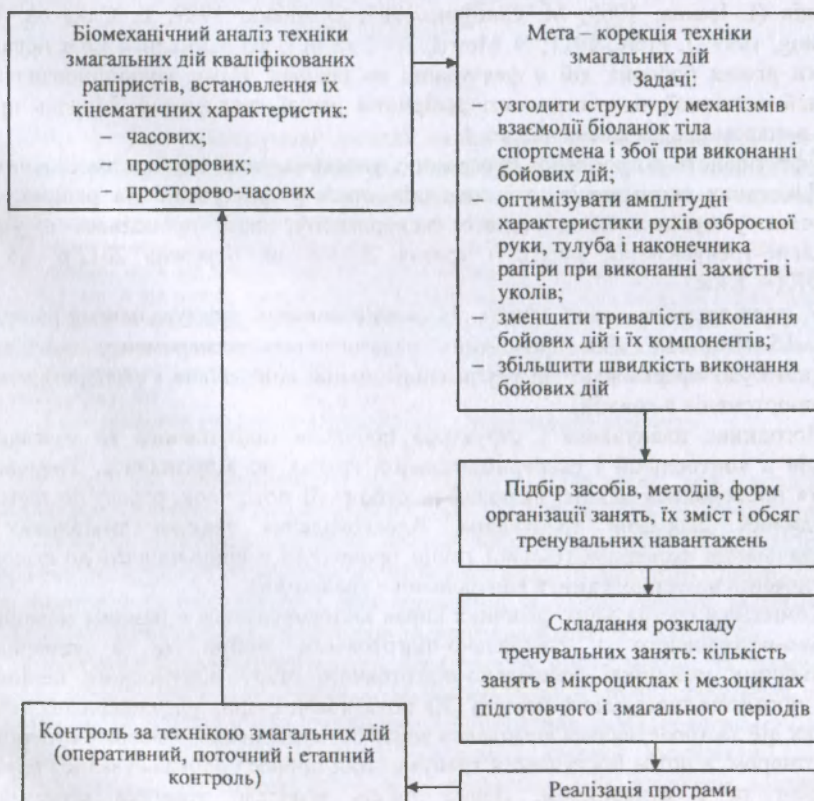 Біомеханічний аналіз техніки
змагальних дій кваліфікованих
рапіристів, встановлення їх
кінематичних характеристик:
– часових;
– просторових;
– просторово-часових
Мета – корекція техніки
змагальних дій
Задачі:
– узгодити структуру механізмів
взаємодії біоланок тіла
спортсмена і зброї при виконанні
бойових дій;
– оптимізувати амплітудні
характеристики рухів озброєної
руки, тулуба і наконечника
рапіри при виконанні захистів і
уколів;
– зменшити тривалість виконання
бойових дій і їх компонентів;
– збільшити швидкість виконання
бойових дій
Підбір засобів, методів, форм
організації занять, їх зміст і обсяг
тренувальних навантажень
Складання розкладу
тренувальних занять: кількість
занять в мікроциклах і мезоциклах
підготовчого і змагального періодів
Контроль за технікою змагальних дій
(оперативний, поточний і етапний
контроль)
Реалізація програми